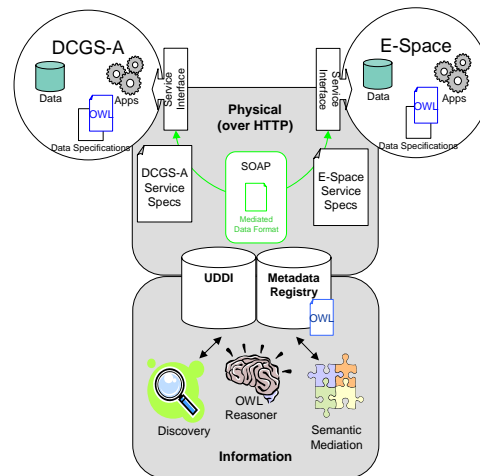 DCGS-A
Data
Apps
OWL
Data Specifications
Service
Interface
E-Space
Data
Apps
OWL
Data Specifications
Service
Interface
Physical
(over HTTP)
DCGS-A
Service
Specs
SOAP
Mediated
Data Format
E-Space
Service
Specs
UDDI
Metadata
Registry
OWL
Discovery
OWL
Reasoner
Semantic
Mediation
Information